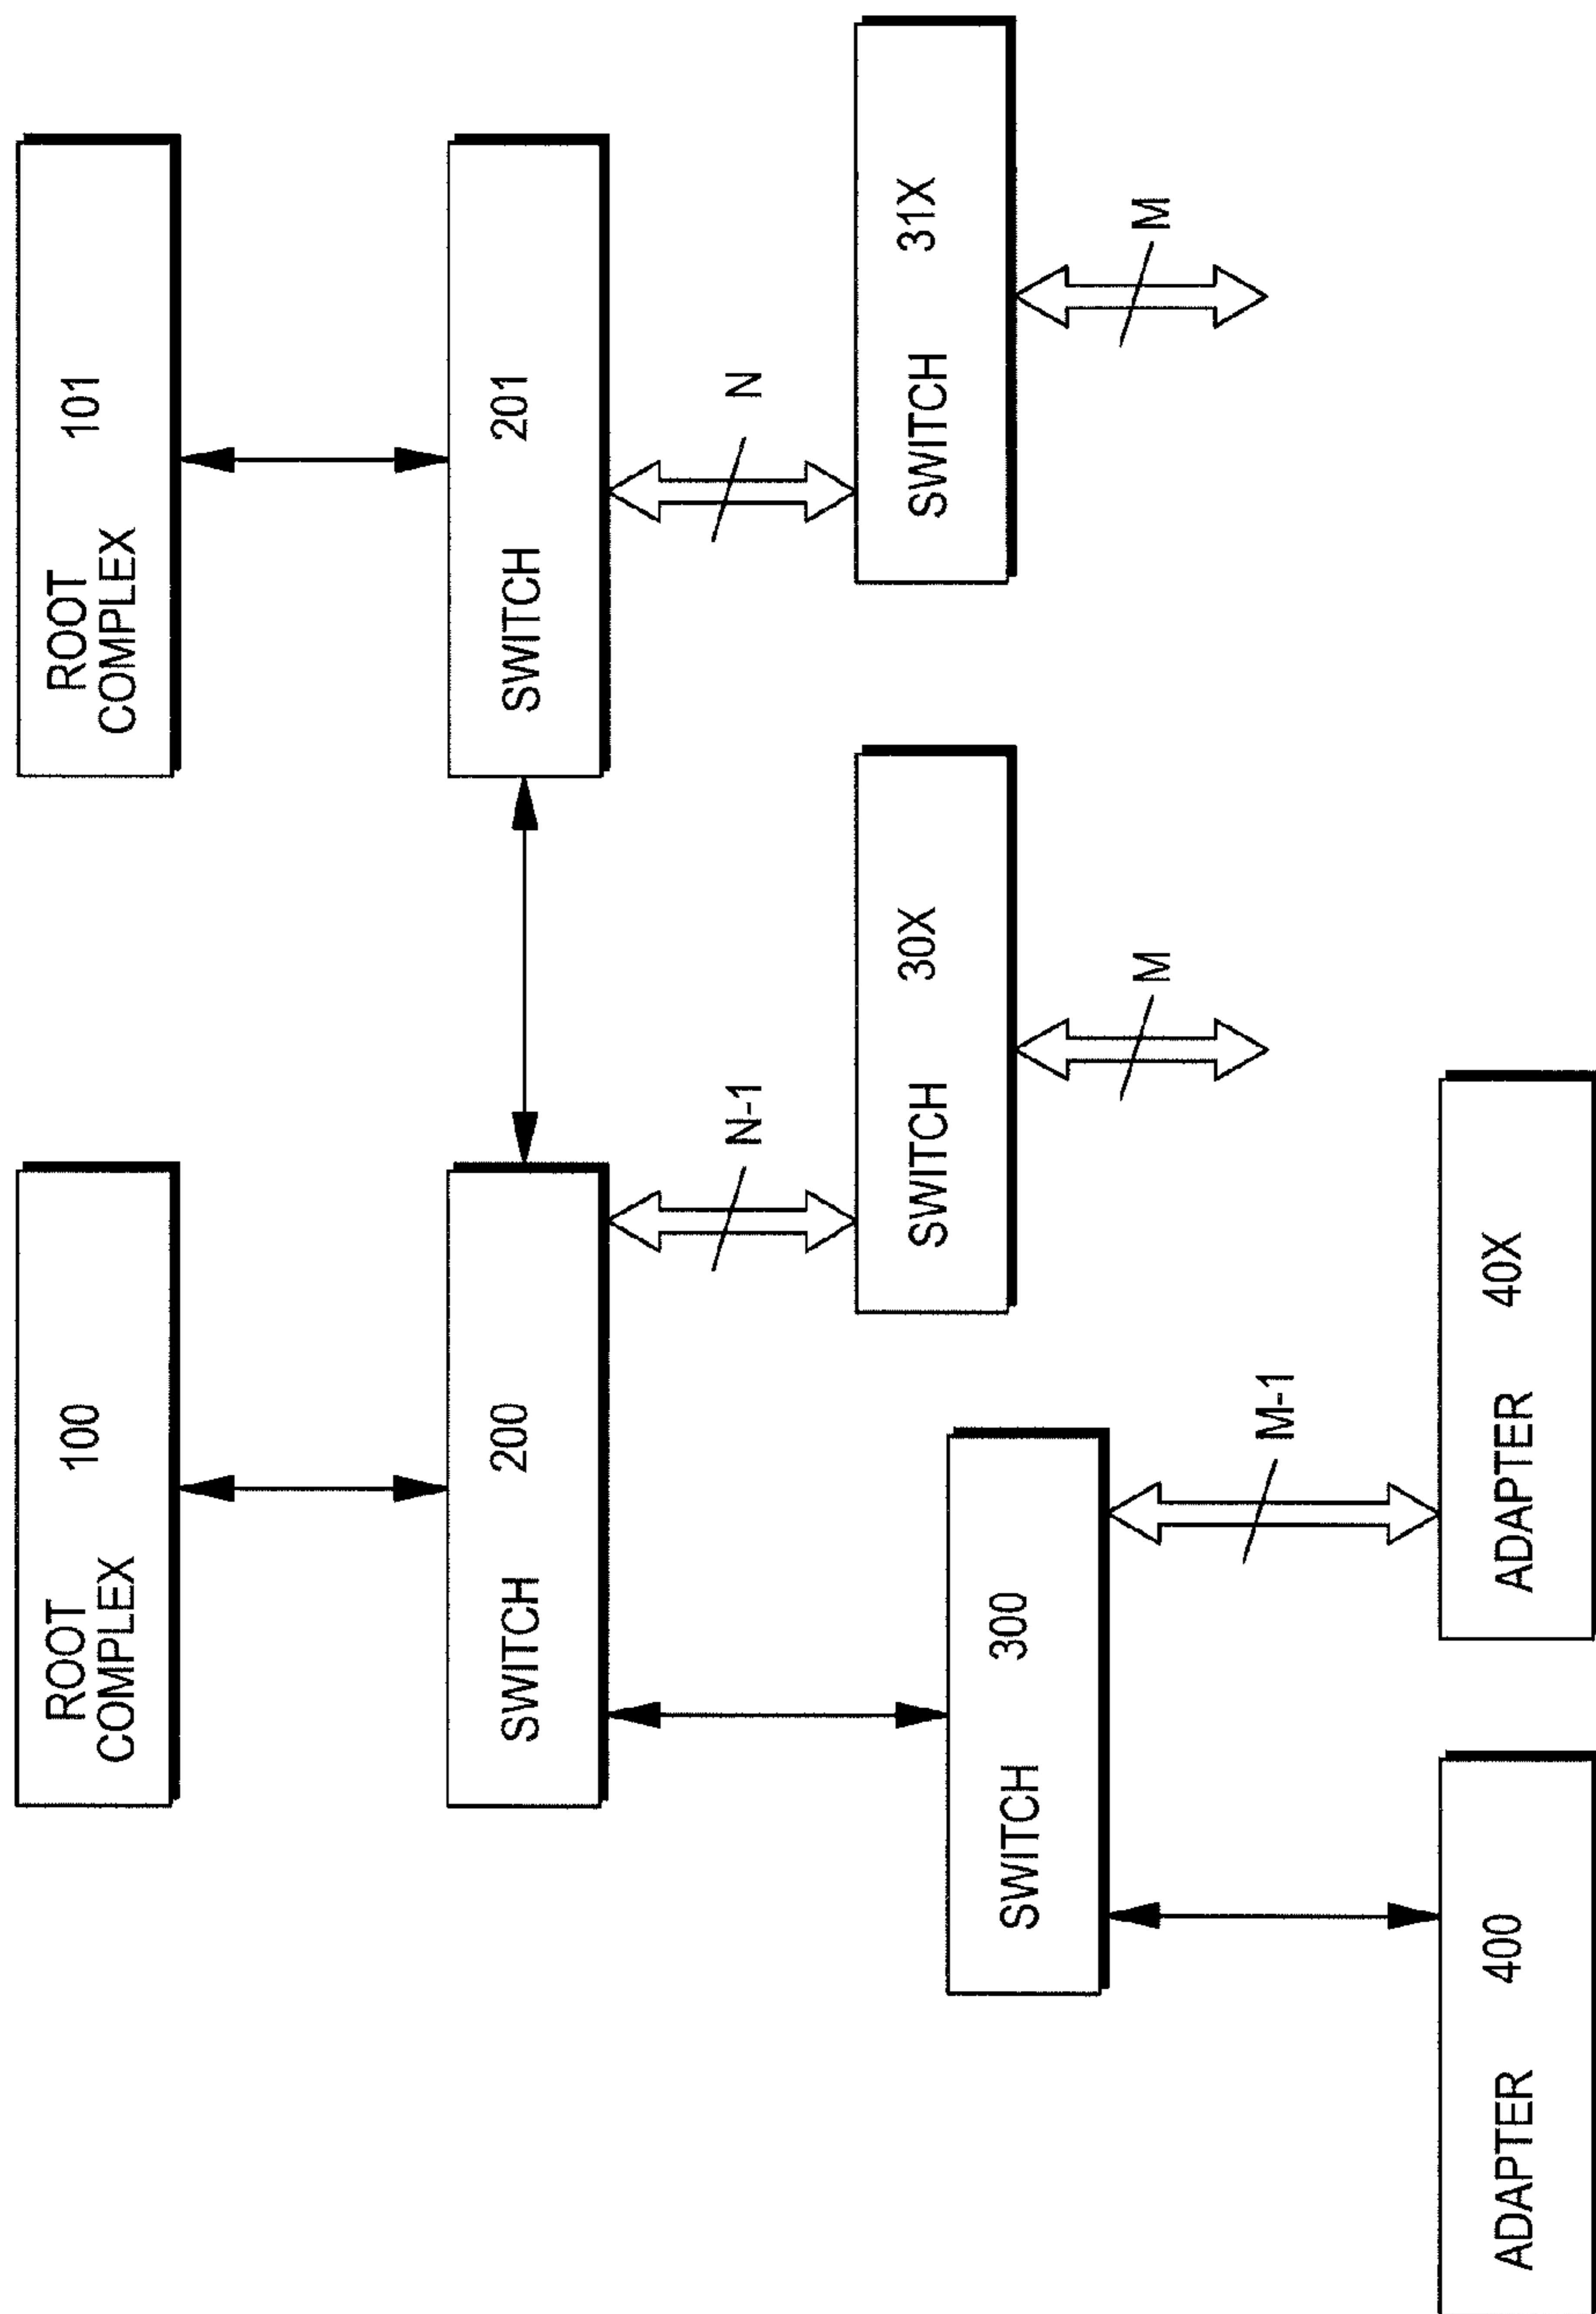 ROOT
COMPLEX
100
ROOT
COMPLEX
101
SWITCH 200
SWITCH 201
N-1
N
SWITCH 30X
SWITCH 31X
SWITCH 300
M
M
M-1
ADAPTER 400
ADAPTER 40X